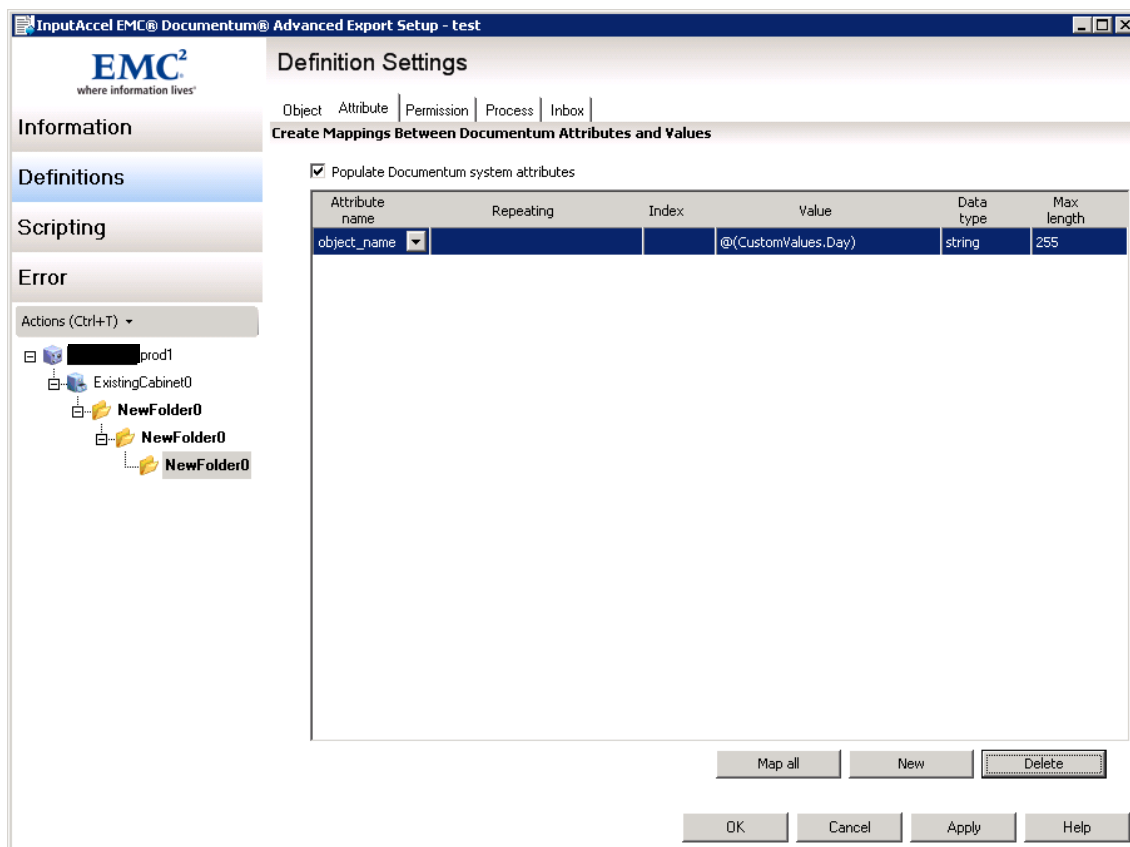 InputAccel EMC® Documentum® Advanced Export Setup - test
EMC²
where information lives®
Information
Definitions
Scripting
Error
Actions (Ctrl+T)
prod1
ExistingCabinet0
NewFolder0
NewFolder0
NewFolder0
Definition Settings
Object Attribute Permission Process Inbox
Create Mappings Between Documentum Attributes and Values
Populate Documentum system attributes
Attribute name Repeating Index Value Data type Max length
object_name @(CustomValues.Day) string 255
Map all New Delete
OK Cancel Apply Help